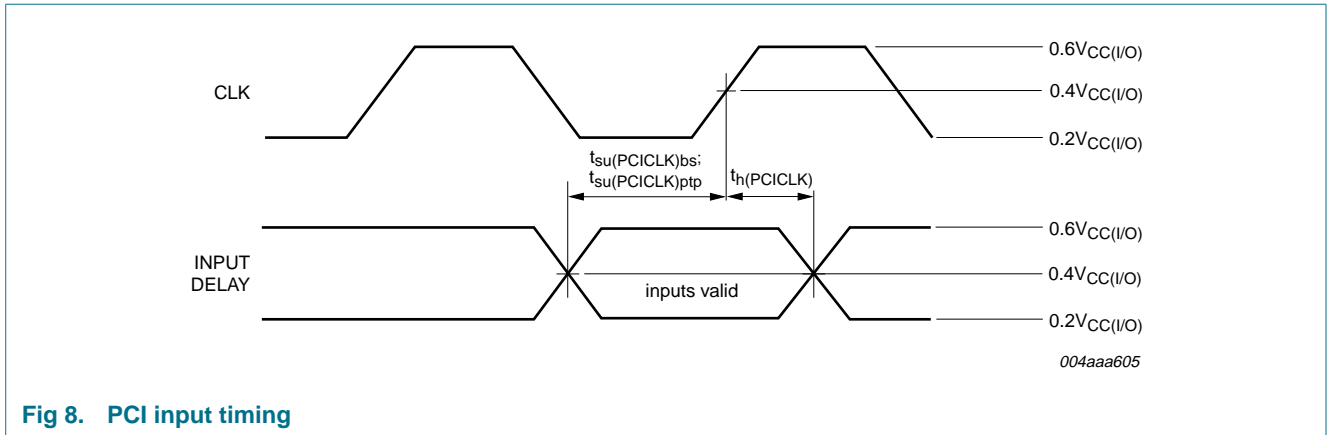 0.6VCC(I/O)
CLK
0.4VCC(I/O)
0.2VCC(I/O)
tsu(PCICLK)bs;
tsu(PCICLK)ptp
th(PCICLK)
0.6VCC(I/O)
INPUT
DELAY
0.4VCC(I/O)
inputs valid
0.2VCC(I/O)
004aaa605
Fig 8. PCI input timing